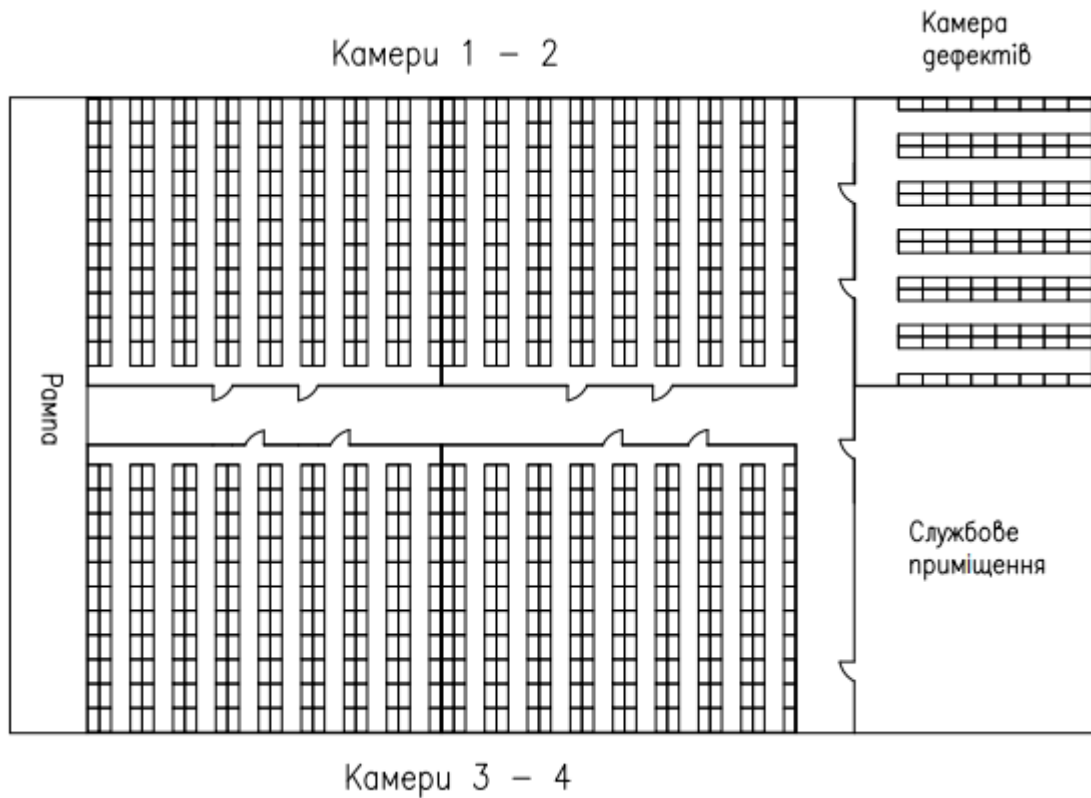 Камери 1 – 2
Камера
дефектів
Рампа
Службове
приміщення
Камери 3 – 4